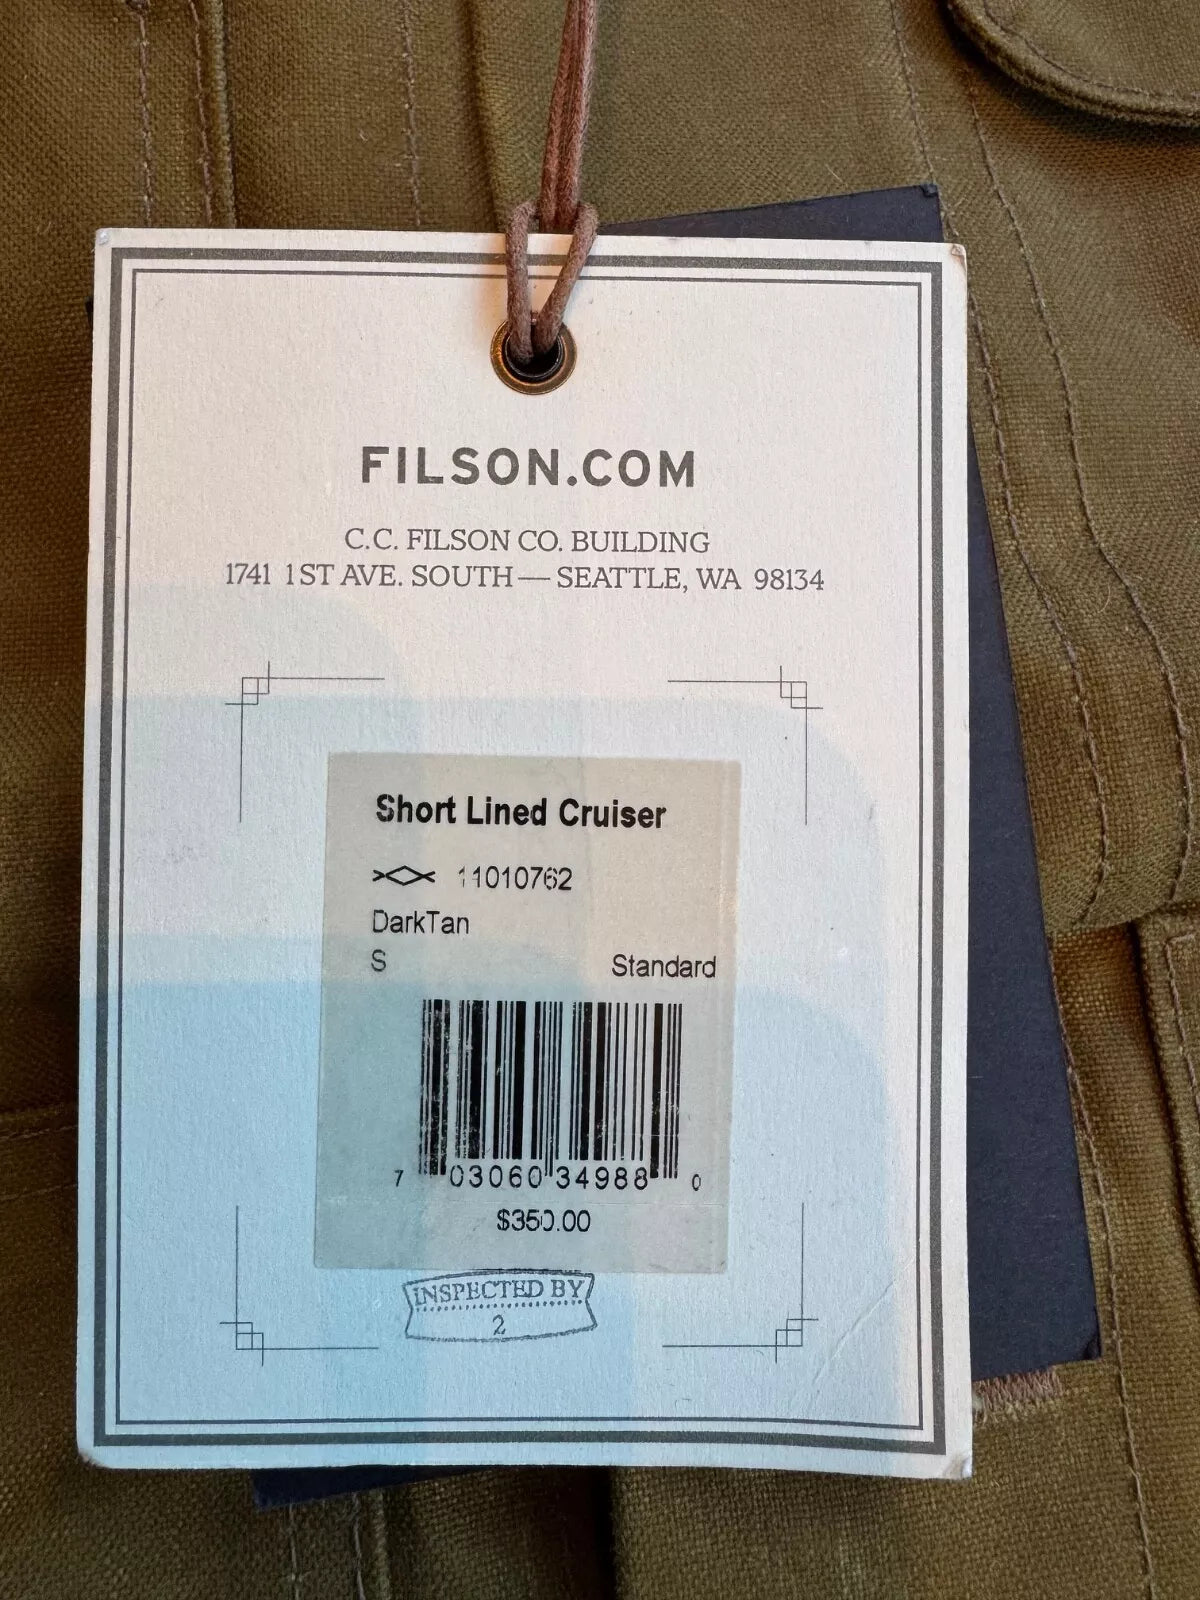 FILSON.COM
C.C. FILSON CO. BUILDING
1741 1ST AVE. SOUTH — SEATTLE, WA 98134
Short Lined Cruiser
11010762
DarkTan
S Standard
7 03060 34988 0
$350.00
INSPECTED BY
2